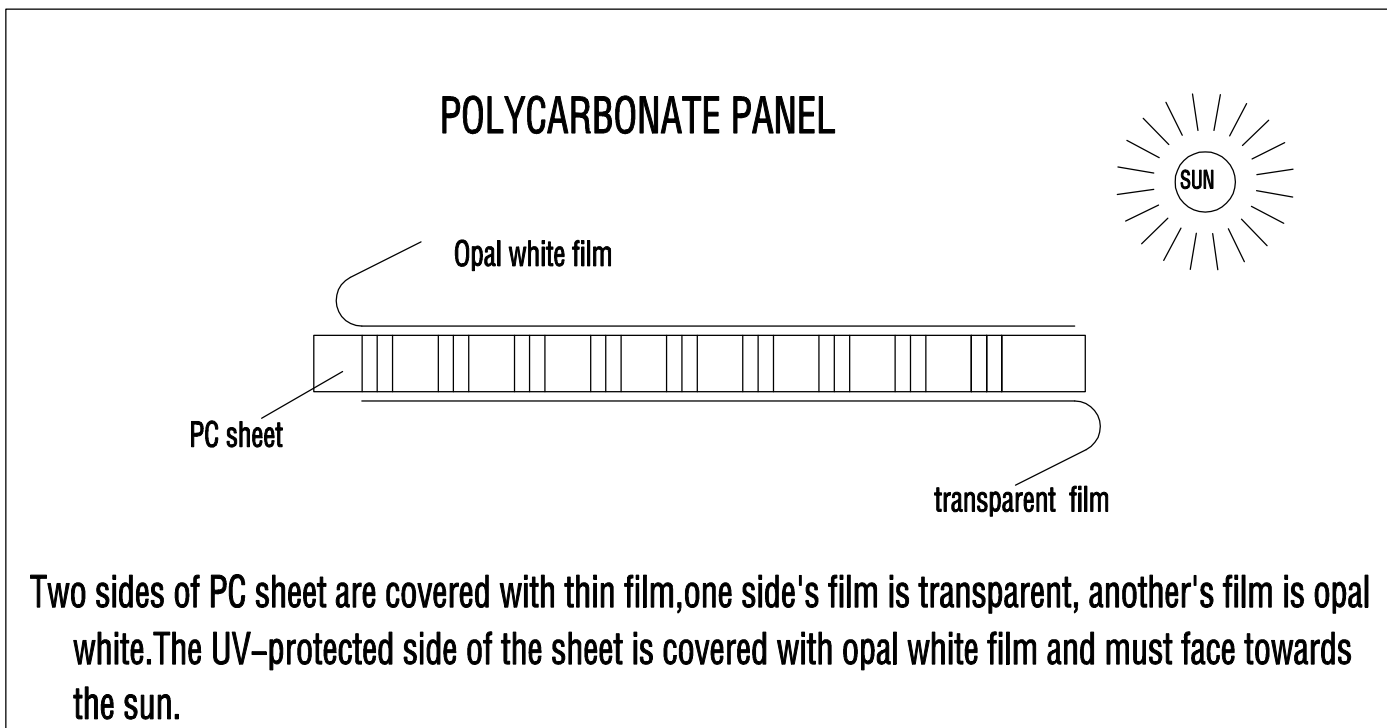 POLYCARBONATE PANEL
SUN
Opal white film
PC sheet
transparent film
Two sides of PC sheet are covered with thin film,one side's film is transparent, another's film is opal
white.The UV–protected side of the sheet is covered with opal white film and must face towards
the sun.